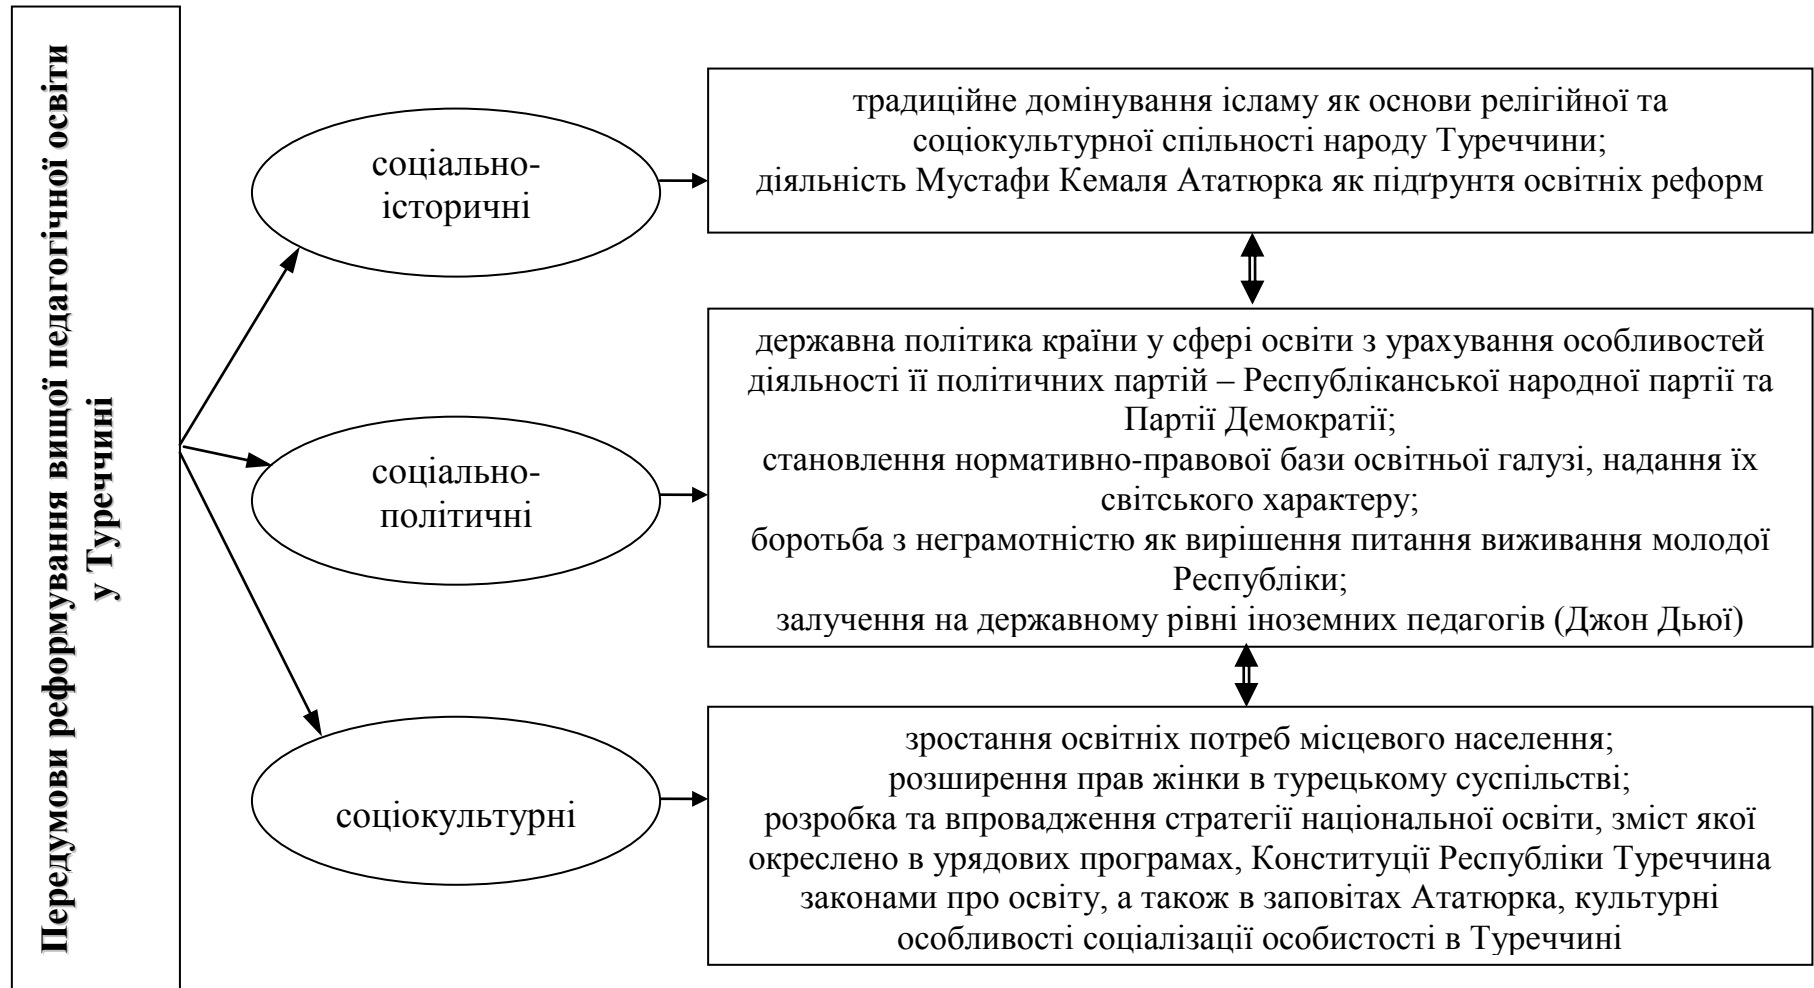 Передумови реформування вищої педагогічної освіти
у Туреччині
соціально-
історичні
традиційне домінування ісламу як основи релігійної та
соціокультурної спільності народу Туреччини;
діяльність Мустафи Кемаля Ататюрка як підґрунтя освітніх реформ
соціально-
політичні
державна політика країни у сфері освіти з урахування особливостей
діяльності її політичних партій – Республіканської народної партії та
Партії Демократії;
становлення нормативно-правової бази освітньої галузі, надання їх
світського характеру;
боротьба з неграмотністю як вирішення питання виживання молодої
Республіки;
залучення на державному рівні іноземних педагогів (Джон Дьюї)
соціокультурні
зростання освітніх потреб місцевого населення;
розширення прав жінки в турецькому суспільстві;
розробка та впровадження стратегії національної освіти, зміст якої
окреслено в урядових програмах, Конституції Республіки Туреччина
законами про освіту, а також в заповітах Ататюрка, культурні
особливості соціалізації особистості в Туреччині